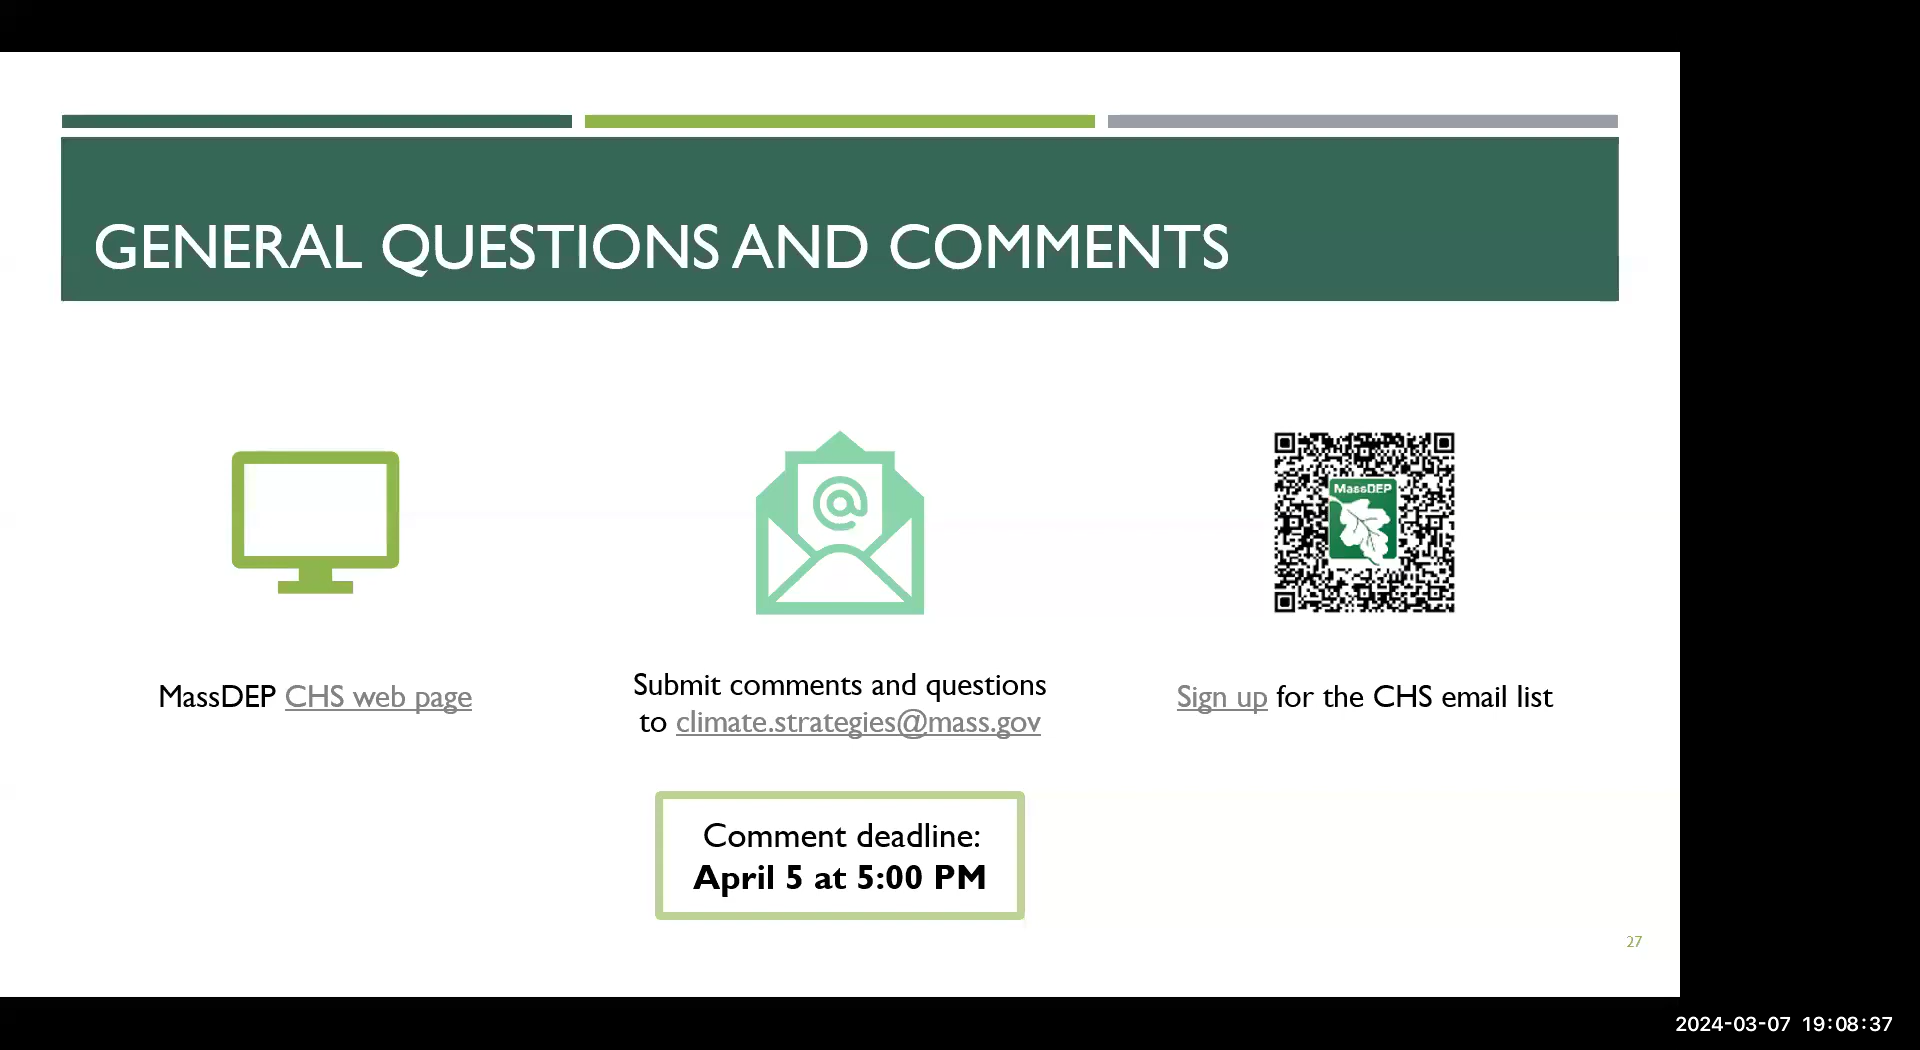 GENERAL QUESTIONS AND COMMENTS
@
MassDEP
MassDEP CHS web page
Submit comments and questions
to climate.strategies@mass.gov
Sign up for the CHS email list
Comment deadline:
April 5 at 5:00 PM
27
2024-03-07 19:08:37